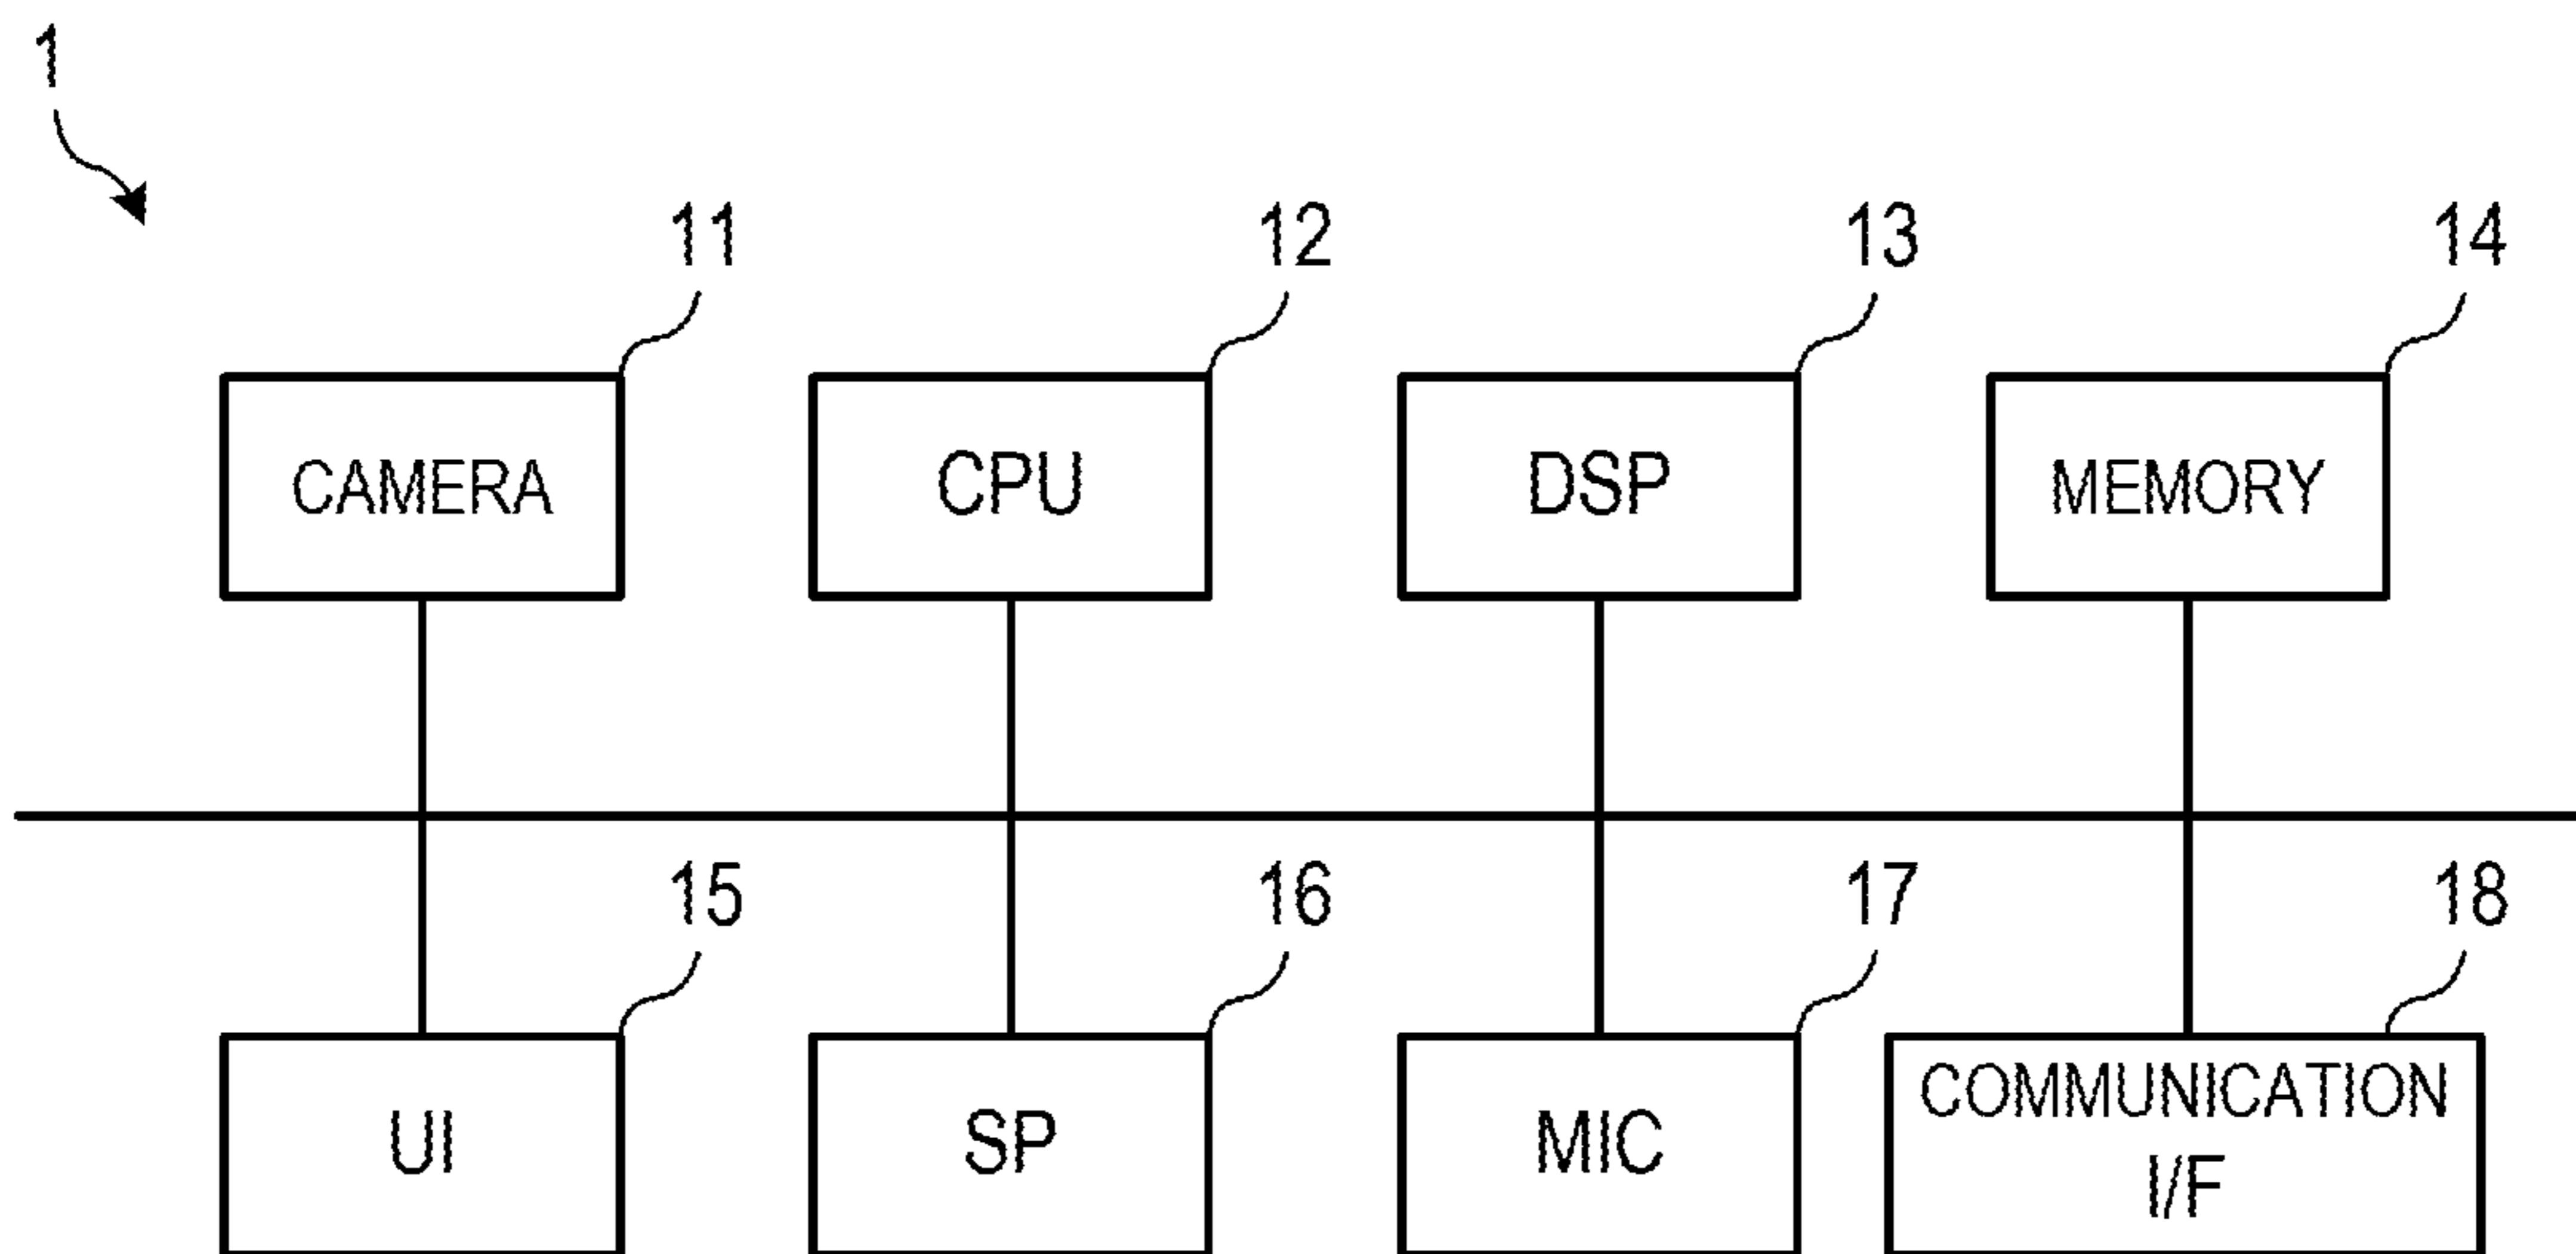 1
11
12
13
14
CAMERA
CPU
DSP
MEMORY
15
16
17
18
UI
SP
MIC
COMMUNICATION
I/F